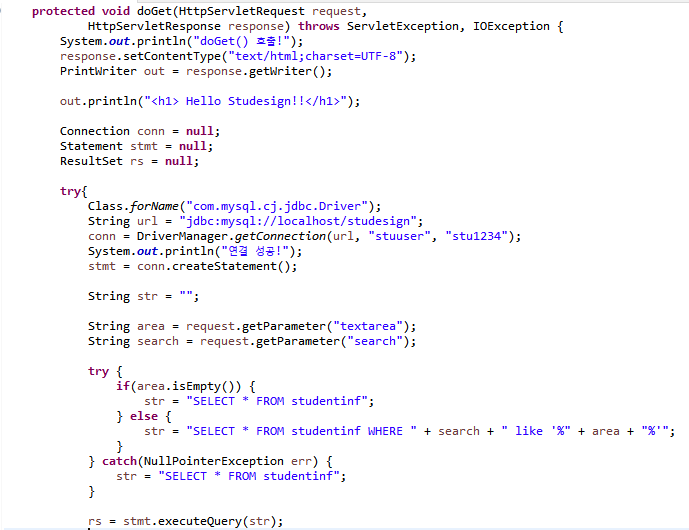 protected void doGet(HttpServletRequest request,
HttpServletResponse response) throws ServletException, IOException {
System.out.println("doGet() 호출!");
response.setContentType("text/html;charset=UTF-8");
PrintWriter out = response.getWriter();
out.println("<h1> Hello Studesign!!</h1>");
Connection conn = null;
Statement stmt = null;
ResultSet rs = null;
try{
Class.forName("com.mysql.cj.jdbc.Driver");
String url = "jdbc:mysql://localhost/studesign";
conn = DriverManager.getConnection(url, "stuuser", "stu1234");
System.out.println("연결 성공!");
stmt = conn.createStatement();
String str = "";
String area = request.getParameter("textarea");
String search = request.getParameter("search");
try {
if(area.isEmpty()) {
str = "SELECT * FROM studentinf";
} else {
str = "SELECT * FROM studentinf WHERE " + search + " like '%" + area + "%'";
}
} catch(NullPointerException err) {
str = "SELECT * FROM studentinf";
}
rs = stmt.executeQuery(str);